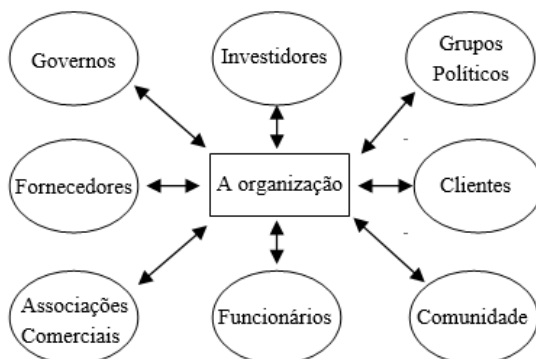 Governos
Investidores
Grupos
Políticos
Fornecedores
A organização
Clientes
Associações
Comerciais
Funcionários
Comunidade